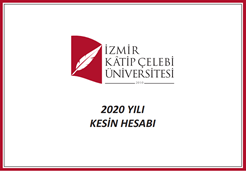 İZMİR
KÂTİP ÇELEBİ
ÜNİVERSİTESİ
2020 YILI
KESİN HESABI